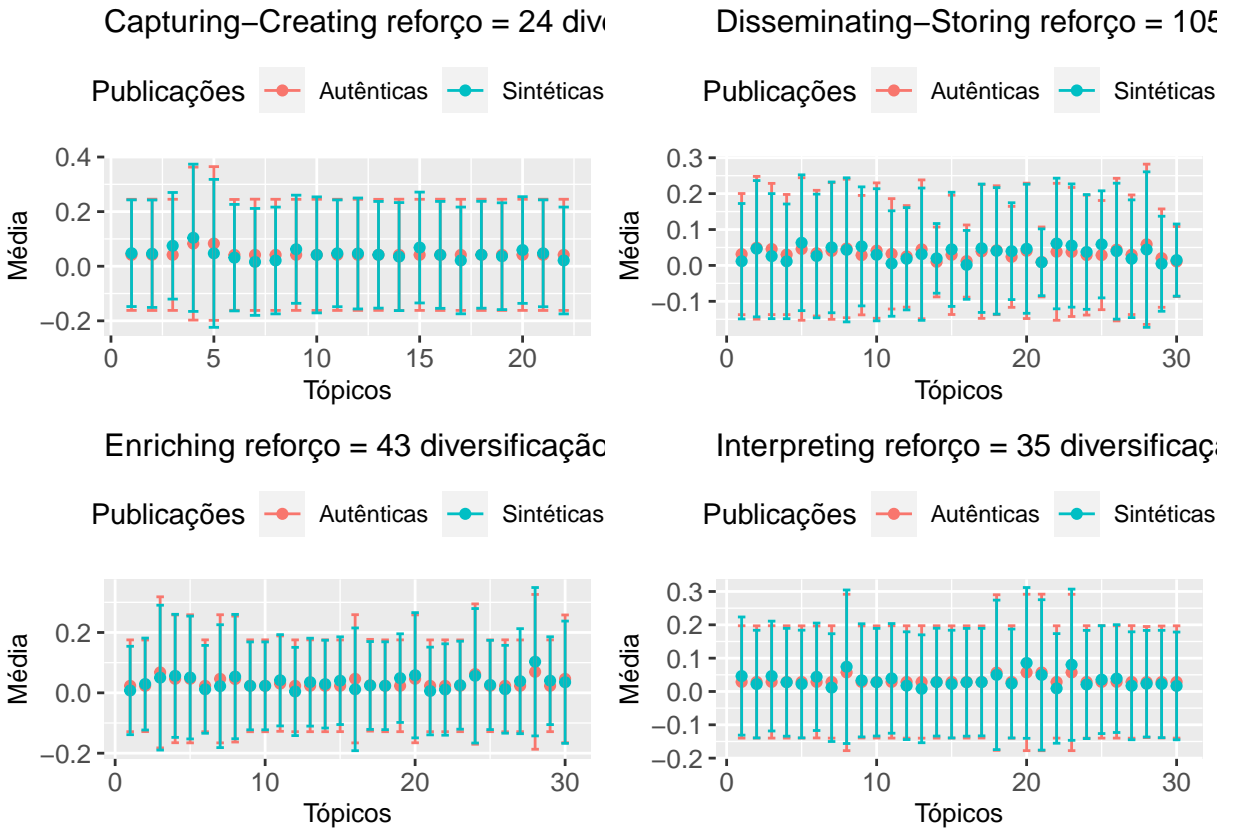 Capturing−Creating reforço = 24
Publicações Autênticas Sintéticas
0.4
0.2
0.0
−0.2
Média
0 5 10 15 20
Tópicos
Disseminating−Storing reforço = 105
Publicações Autênticas Sintéticas
0.3
0.2
0.1
0.0
−0.1
Média
0 10 20 30
Tópicos
Enriching reforço = 43 diversificação
Publicações Autênticas Sintéticas
0.2
0.0
−0.2
Média
0 10 20 30
Tópicos
Interpreting reforço = 35
Publicações Autênticas Sintéticas
0.3
0.2
0.1
0.0
−0.1
−0.2
Média
0 10 20 30
Tópicos